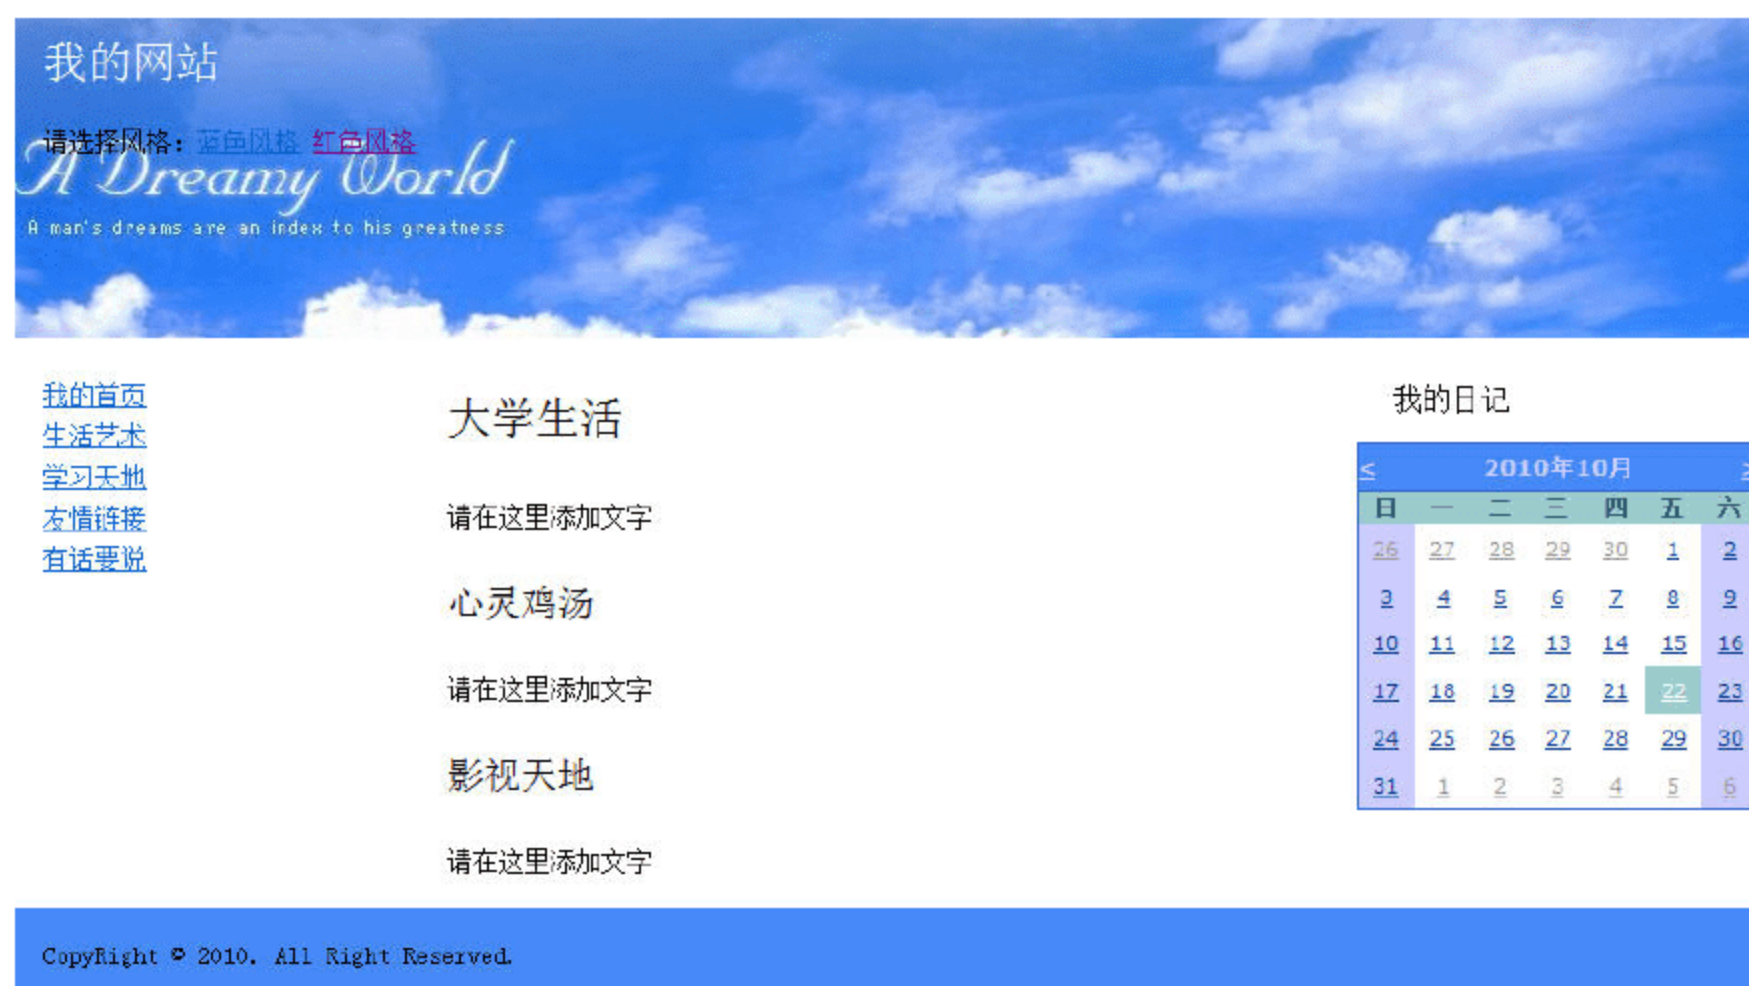 我的网站
请选择风格：蓝色风格 红色风格
A Dreamy World
A man's dreams are an index to his greatness
我的首页
生活艺术
学习天地
友情链接
有话要说
大学生活
请在这里添加文字
心灵鸡汤
请在这里添加文字
影视天地
请在这里添加文字
我的日记
< 2010年10月 >
日 一 二 三 四 五 六
26 27 28 29 30 1 2
3 4 5 6 7 8 9
10 11 12 13 14 15 16
17 18 19 20 21 22 23
24 25 26 27 28 29 30
31 1 2 3 4 5 6
CopyRight © 2010. All Right Reserved.